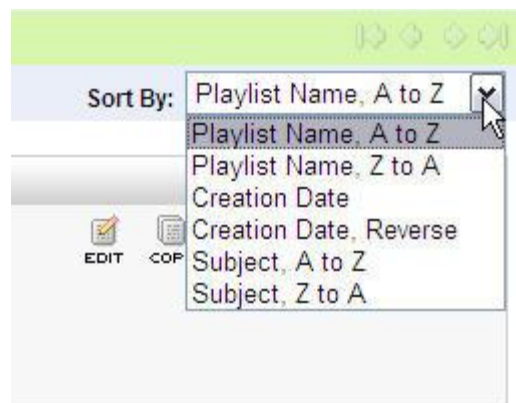 Sort By: Playlist Name, A to Z
Playlist Name, A to Z
Playlist Name, Z to A
Creation Date
Creation Date, Reverse
Subject, A to Z
Subject, Z to A
EDIT COP